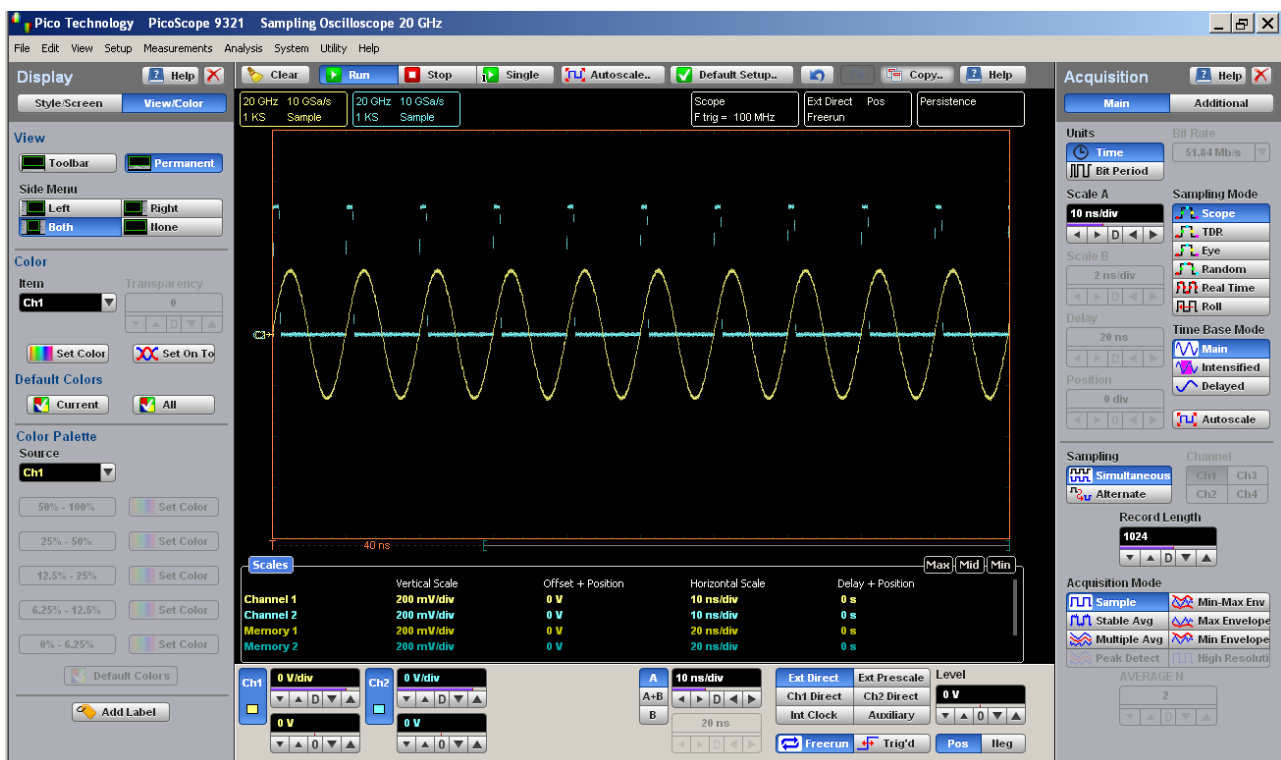 Pico Technology PicoScope 9321 Sampling Oscilloscope 20 GHz
File Edit View Setup Measurements Analysis System Utility Help
Display Help
Style/Screen View/Color
View
Toolbar Permanent
Side Menu
Left Right
Both None
Color
Item Transparency
Ch1 0
D
Set Color Set On To
Default Colors
Current All
Color Palette
Source
Ch1
50% - 100% Set Color
25% - 50% Set Color
12.5% - 25% Set Color
6.25% - 12.5% Set Color
0% - 6.25% Set Color
Default Colors
Add Label
Clear Run Stop 1 Single Autoscale.. Default Setup.. Copy.. Help
20 GHz 10 GSa/s 20 GHz 10 GSa/s Scope Ext Direct Pos Persistence
1 KS Sample 1 KS Sample F trig = 100 MHz Freerun
T 40 ns
Scales Max Mid Min
Vertical Scale Offset + Position Horizontal Scale Delay + Position
Channel 1 200 mV/div 0 V 10 ns/div 0 s
Channel 2 200 mV/div 0 V 10 ns/div 0 s
Memory 1 200 mV/div 0 V 20 ns/div 0 s
Memory 2 200 mV/div 0 V 20 ns/div 0 s
Ch1 0 V/div Ch2 0 V/div A 10 ns/div Ext Direct Ext Prescale Level
D D A+B D Ch1 Direct Ch2 Direct 0 V
0 V 0 V B 20 ns Int Clock Auxiliary 0
0 0 D Freerun Trig'd Pos Neg
Acquisition Help
Main Additional
Units Bit Rate
Time 51.84 Mb/s
Bit Period
Scale A Sampling Mode
10 ns/div Scope
D TDR
Scale B Eye
2 ns/div Random
D Real Time
Delay Roll
20 ns Time Base Mode
D Main
Position Intensified
0 div Delayed
0 Autoscale
Sampling Channel
Simultaneous Ch1 Ch3
Alternate Ch2 Ch4
Record Length
1024
D
Acquisition Mode
Sample Min-Max Env
Stable Avg Max Envelope
Multiple Avg Min Envelope
Peak Detect High Resoluti
AVERAGE N
2
D